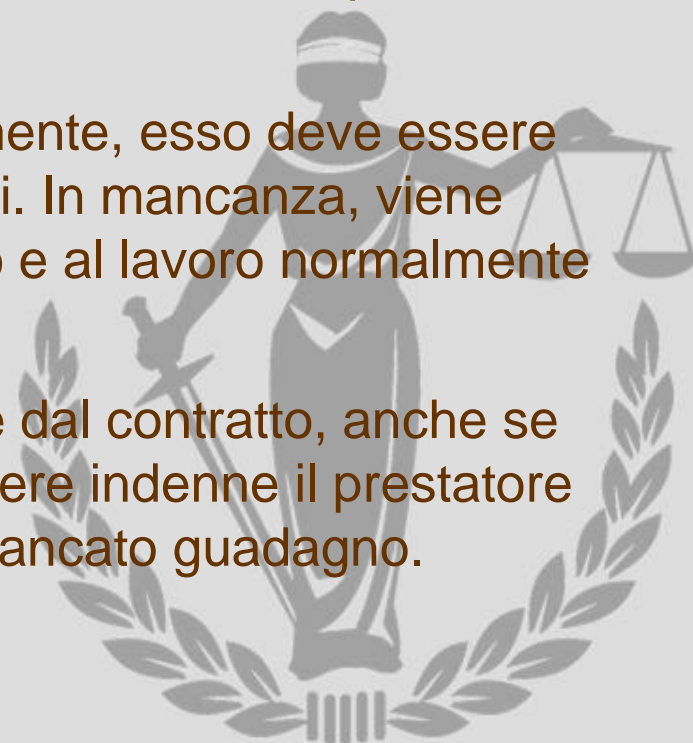 mente, esso deve essere
i. In mancanza, viene
o e al lavoro normalmente
e dal contratto, anche se
ere indenne il prestatore
ancato guadagno.